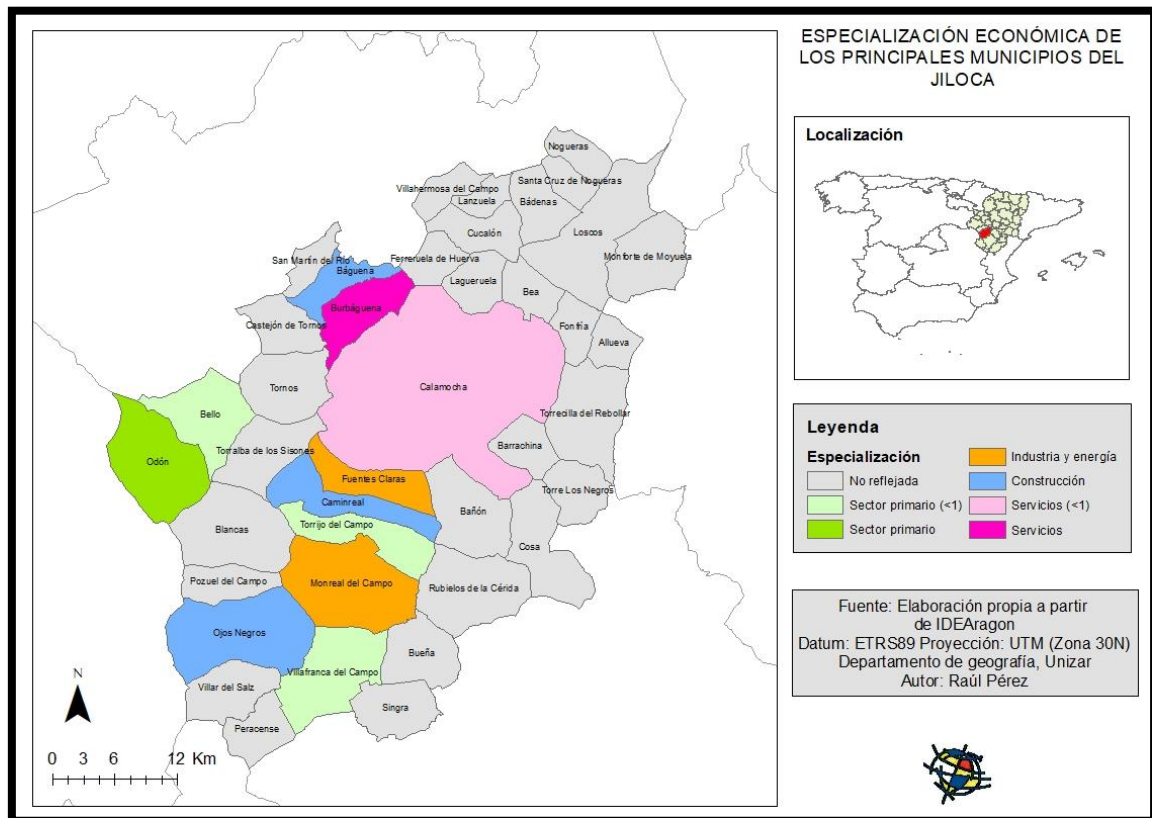 ESPECIALIZACIÓN ECONÓMICA DE
LOS PRINCIPALES MUNICIPIOS DEL
JILOCA
Localización
Leyenda
Especialización
No reflejada
Sector primario (<1)
Sector primario
Industria y energía
Construcción
Servicios (<1)
Servicios
Fuente: Elaboración propia a partir
de IDEAragon
Datum: ETRS89 Proyección: UTM (Zona 30N)
Departamento de geografía, Unizar
Autor: Raúl Pérez
Nogueras
Santa Cruz de Nogueras
Villahermosa del Campo
Lanzuela
Bádenas
Cucalón
Loscos
Monforte de Moyuela
San Martín del Río
Báguena
Ferreruela de Huerva
Lagueruela
Bea
Burbáguena
Castejón de Tornos
Fonfría
Allueva
Tornos
Calamocha
Bello
Torrecilla del Rebollar
Torralba de los Sisones
Barrachina
Odón
Fuentes Claras
Torre Los Negros
Caminreal
Bañón
Torrijo del Campo
Blancas
Cosa
Pozuel del Campo
Monreal del Campo
Rubielos de la Cérida
Ojos Negros
Bueña
Villafranca del Campo
Villar del Salz
Singra
Peracense
N
0 3 6 12 Km